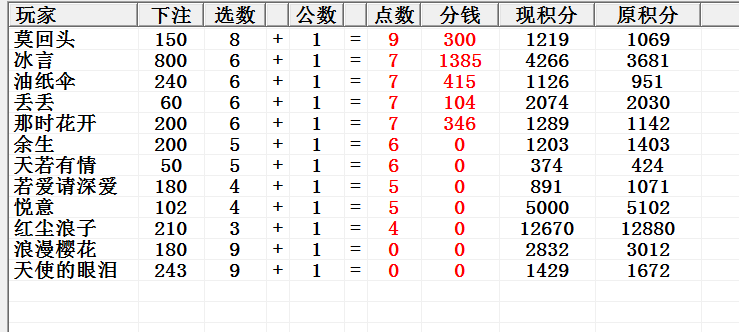 玩家 下注 选数 公数 点数 分钱 现积分 原积分
莫回头 150 8 + 1 = 9 300 1219 1069
冰言 800 6 + 1 = 7 1385 4266 3681
油纸伞 240 6 + 1 = 7 415 1126 951
丢丢 60 6 + 1 = 7 104 2074 2030
那时花开 200 6 + 1 = 7 346 1289 1142
余生 200 5 + 1 = 6 0 1203 1403
天若有情 50 5 + 1 = 6 0 374 424
若爱请深爱 180 4 + 1 = 5 0 891 1071
悦意 102 4 + 1 = 5 0 5000 5102
红尘浪子 210 3 + 1 = 4 0 12670 12880
浪漫樱花 180 9 + 1 = 0 0 2832 3012
天使的眼泪 243 9 + 1 = 0 0 1429 1672